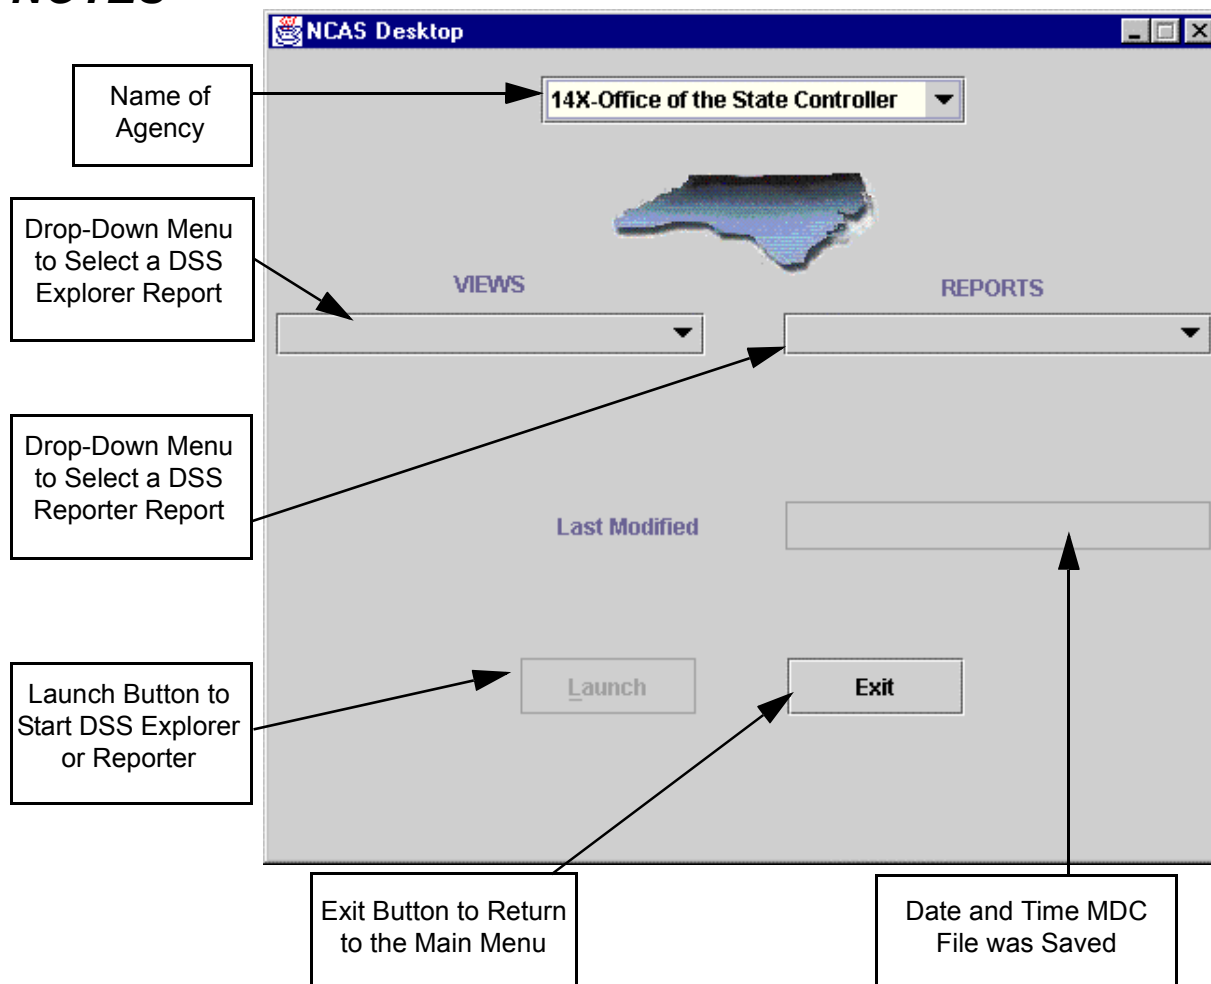 NOTES
NCAS Desktop
Name of
Agency
14X-Office of the State Controller
Drop-Down Menu
to Select a DSS
Explorer Report
VIEWS
REPORTS
Drop-Down Menu
to Select a DSS
Reporter Report
Last Modified
Launch Button to
Start DSS Explorer
or Reporter
Launch
Exit
Exit Button to Return
to the Main Menu
Date and Time MDC
File was Saved